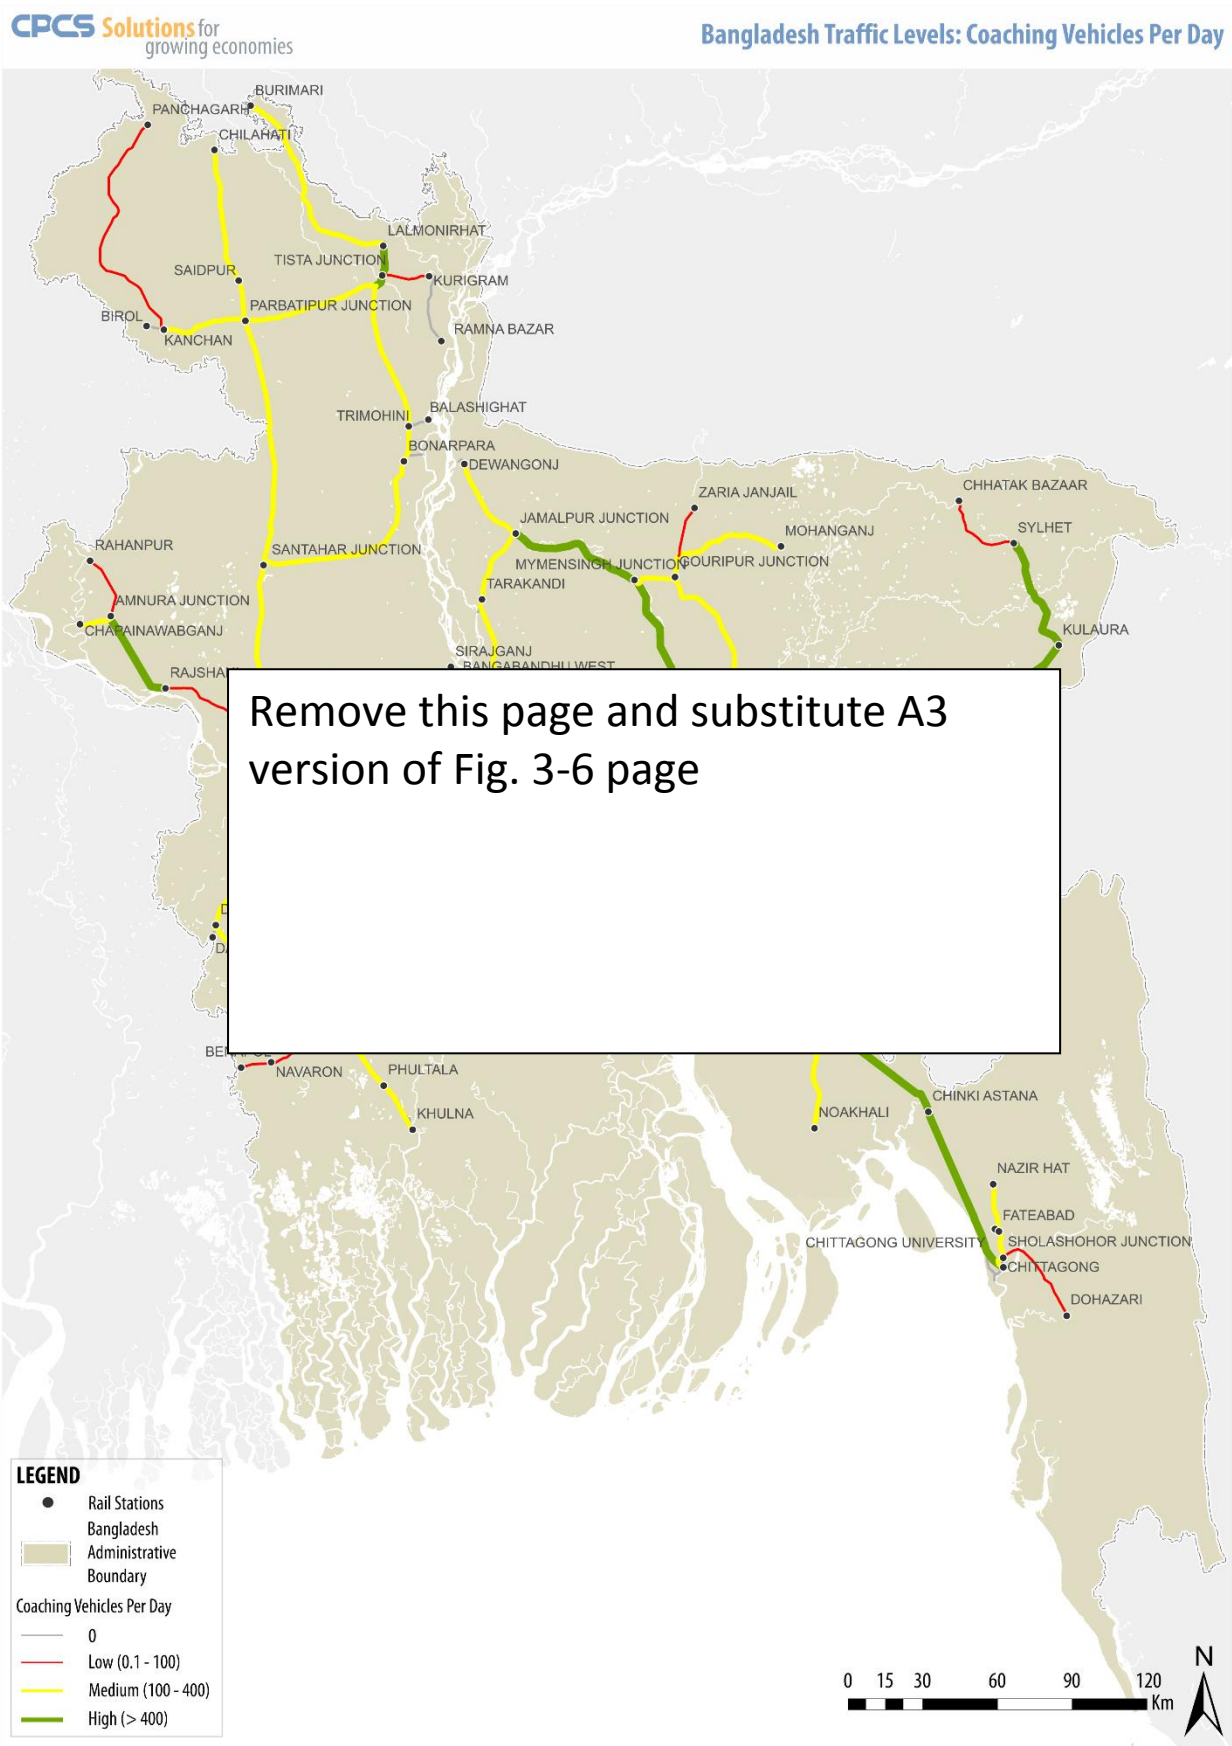 CPCS Solutions for
growing economies
Bangladesh Traffic Levels: Coaching Vehicles Per Day
BURIMARI
PANCHAGARH
CHILAHATI
LALMONIRHAT
TISTA JUNCTION
SAIDPUR
KURIGRAM
PARBATIPUR JUNCTION
BIROL
RAMNA BAZAR
KANCHAN
BALASHIGHAT
TRIMOHINI
BONARPARA
DEWANGONJ
CHHATAK BAZAAR
ZARIA JANJAIL
JAMALPUR JUNCTION
SYLHET
MOHANGANJ
RAHANPUR
SANTAHAR JUNCTION
MYMENSINGH JUNCTION
GOURIPUR JUNCTION
TARAKANDI
AMNURA JUNCTION
CHAPAINAWABGANJ
KULAURA
SIRAJGANJ
BANGABANDHU WEST
RAJSHA
Remove this page and substitute A3
version of Fig. 3-6 page
D
DA
NAVARON
PHULTALA
KHULNA
CHINKI ASTANA
NOAKHALI
NAZIR HAT
FATEABAD
CHITTAGONG UNIVERSITY
SHOLASHOHOR JUNCTION
CHITTAGONG
DOHAZARI
LEGEND
Rail Stations
Bangladesh
Administrative
Boundary
Coaching Vehicles Per Day
0
Low (0.1 - 100)
Medium (100 - 400)
High (> 400)
N
0 15 30 60 90 120
Km